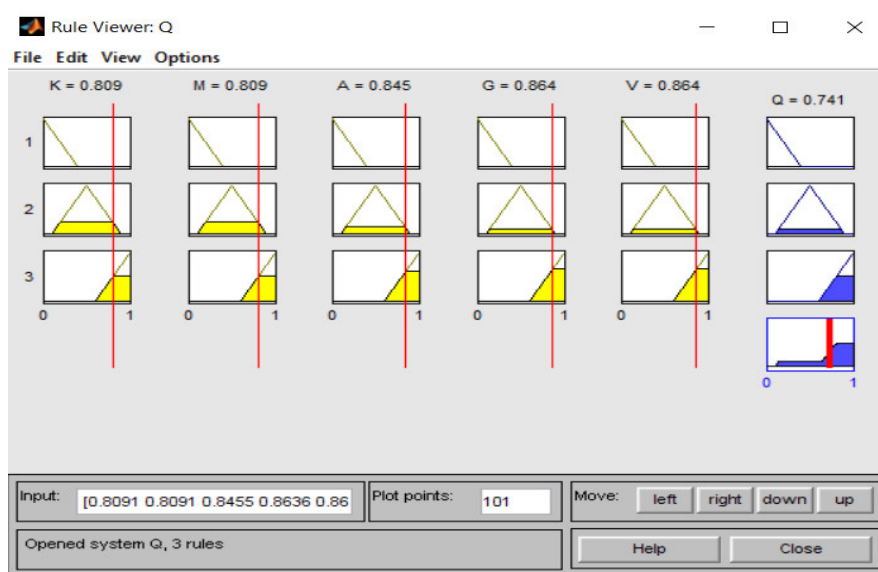 Rule Viewer: Q
File Edit View Options
K = 0.809 M = 0.809 A = 0.845 G = 0.864 V = 0.864 Q = 0.741
1
2
3
0 1 0 1 0 1 0 1 0 1
0 1
Input: [0.8091 0.8091 0.8455 0.8636 0.86 Plot points: 101 Move: left right down up
Opened system Q, 3 rules Help Close